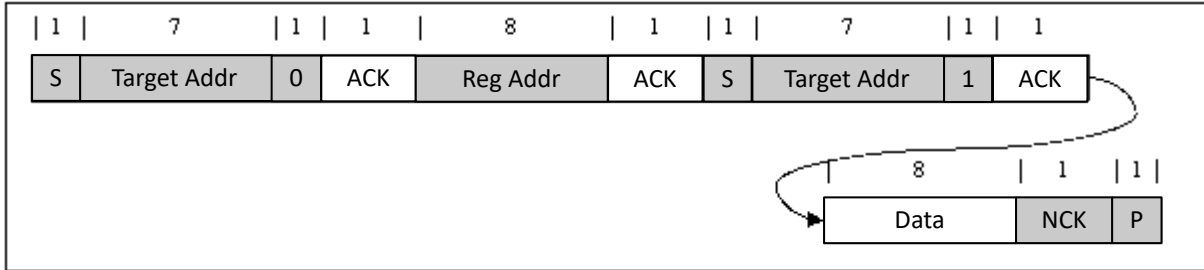 | 1 | 7 | 1 | 1 | 8 | 1 | 1 | 7 | 1 | 1
S Target Addr 0 ACK Reg Addr ACK S Target Addr 1 ACK
| 8 | 1 | 1 |
Data NCK P